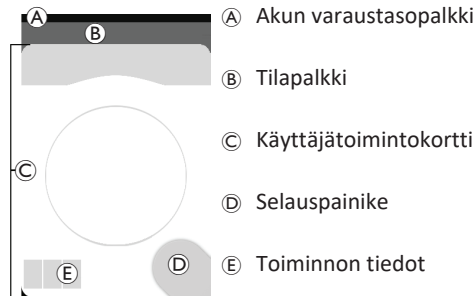 Ⓐ
Ⓑ
Ⓒ
Ⓓ
Ⓔ
Ⓐ Akun varaustasopalkki
Ⓑ Tilapalkki
Ⓒ Käyttäjätoimintokortti
Ⓓ Selauspainike
Ⓔ Toiminnon tiedot